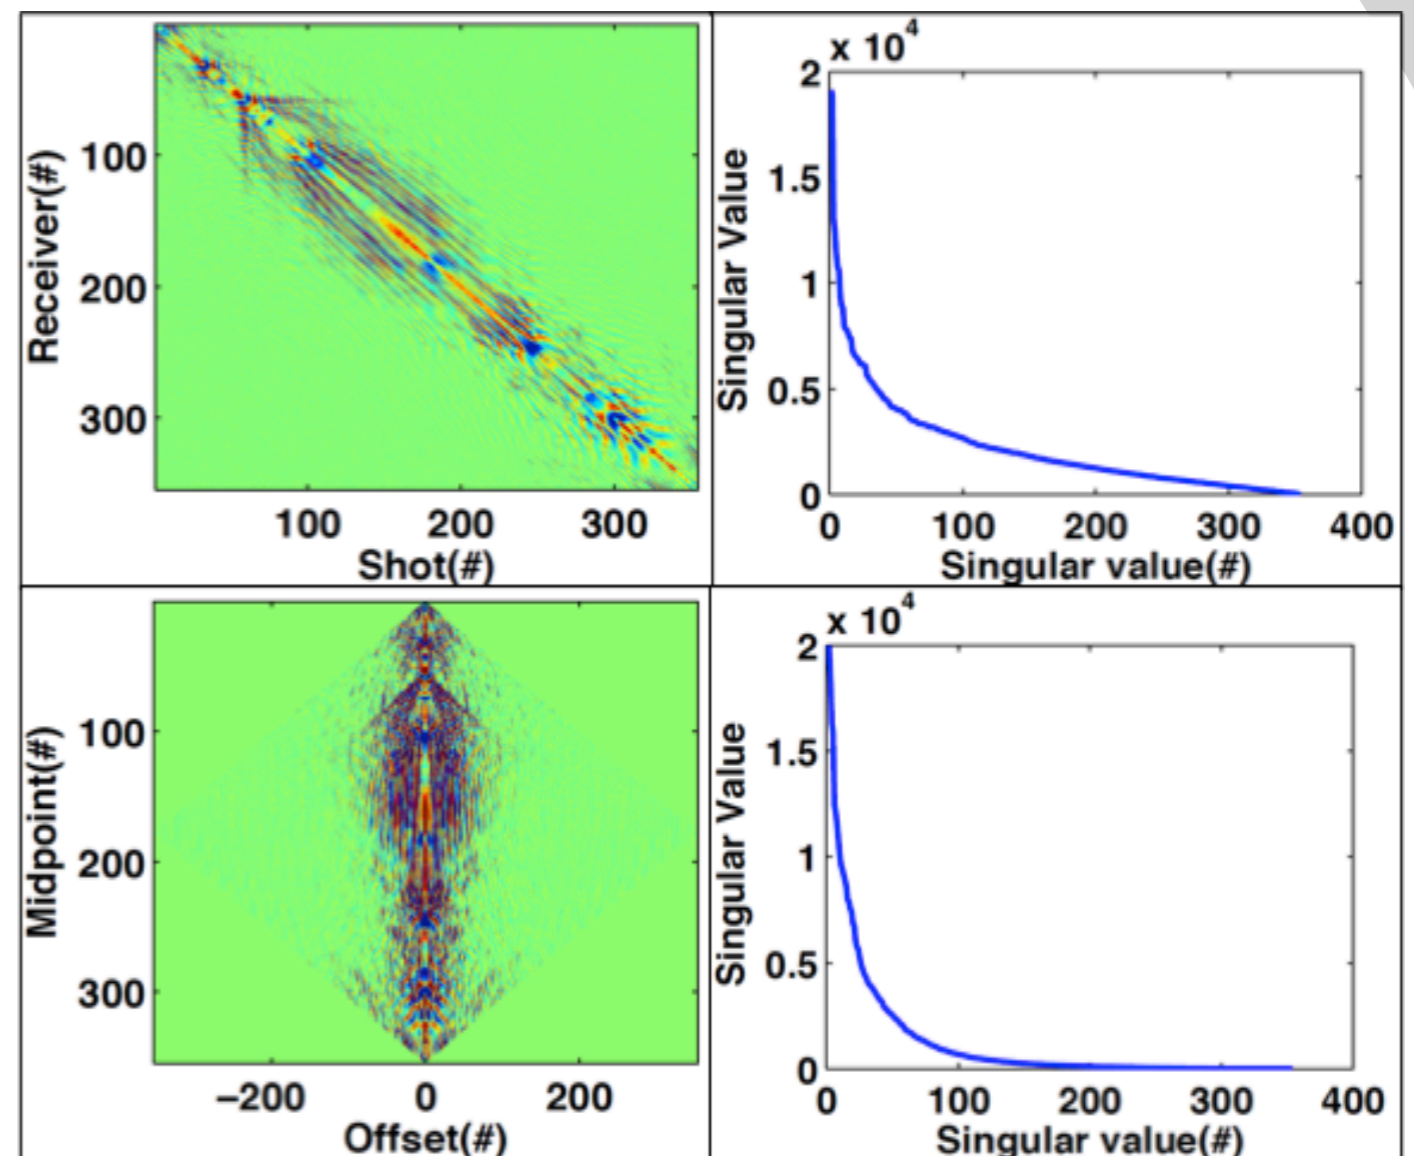 Receiver(#)
100
200
300
100 200 300
Shot(#)
x 10^4
Singular Value
2
1.5
1
0.5
0
0 100 200 300 400
Singular value(#)
Midpoint(#)
100
200
300
−200 0 200
Offset(#)
x 10^4
Singular Value
2
1.5
1
0.5
0
0 100 200 300 400
Singular value(#)